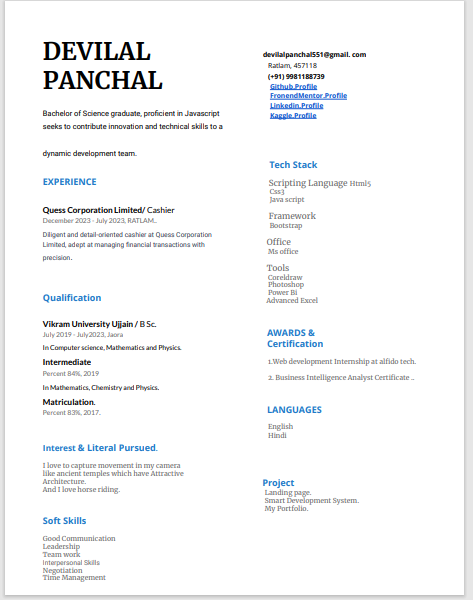 DEVILAL
PANCHAL
Bachelor of Science graduate, proficient in Javascript
seeks to contribute innovation and technical skills to a
dynamic development team.
EXPERIENCE
Quess Corporation Limited/ Cashier
December 2023 - July 2023, RATLAM..
Diligent and detail-oriented cashier at Quess Corporation
Limited, adept at managing financial transactions with
precision.
Qualification
Vikram University Ujjain / B Sc.
July 2019 - July2023, Jaora
In Computer science, Mathematics and Physics.
Intermediate
Percent 84%, 2019
In Mathematics, Chemistry and Physics.
Matriculation.
Percent 83%, 2017.
Interest & Literal Pursued.
I love to capture movement in my camera
like ancient temples which have Attractive
Architecture.
And I love horse riding.
Soft Skills
Good Communication
Leadership
Team work
Interpersonal Skills
Negotiation
Time Management
devilalpanchal551@gmail. com
Ratlam, 457118
(+91) 9981188739
Github.Profile
FronendMentor.Profile
Linkedin.Profile
Kaggle.Profile
Tech Stack
Scripting Language Html5
Css3
Java script
Framework
Bootstrap
Office
Ms office
Tools
Coreldraw
Photoshop
Power Bi
Advanced Excel
AWARDS &
Certification
1.Web development Internship at alfido tech.
2. Business Intelligence Analyst Certificate ..
LANGUAGES
English
Hindi
Project
Landing page.
Smart Development System.
My Portfolio.